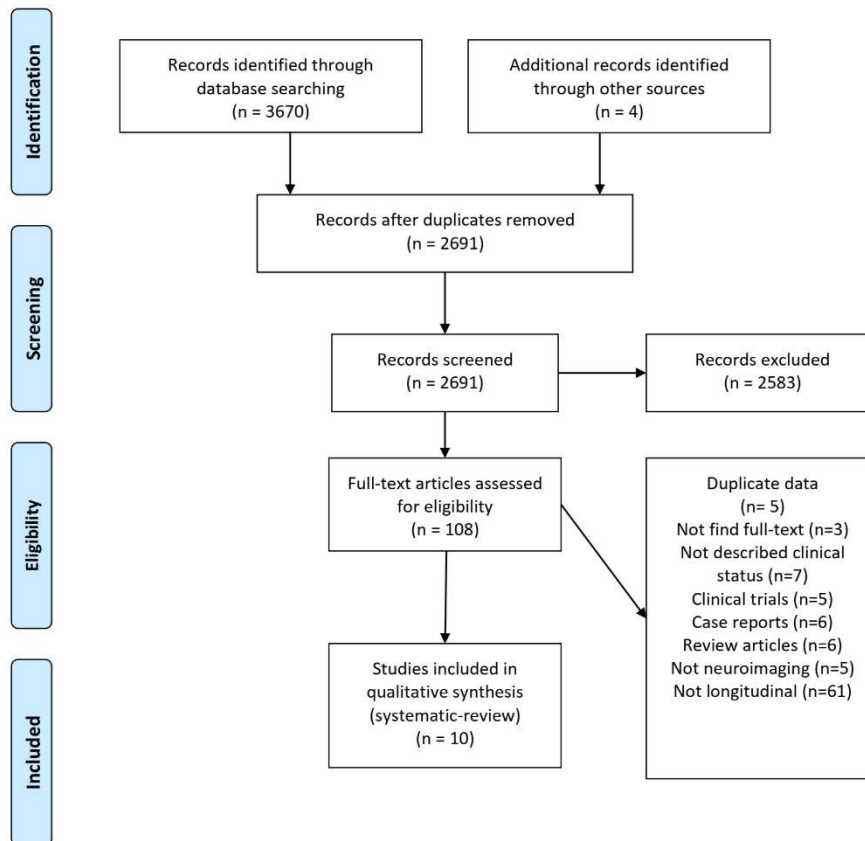 Identification
Records identified through
database searching
(n = 3670)
Additional records identified
through other sources
(n = 4)
Records after duplicates removed
(n = 2691)
Screening
Records screened
(n = 2691)
Records excluded
(n = 2583)
Eligibility
Full-text articles assessed
for eligibility
(n = 108)
Duplicate data
(n= 5)
Not find full-text (n=3)
Not described clinical
status (n=7)
Clinical trials (n=5)
Case reports (n=6)
Review articles (n=6)
Not neuroimaging (n=5)
Not longitudinal (n=61)
Included
Studies included in
qualitative synthesis
(systematic-review)
(n = 10)